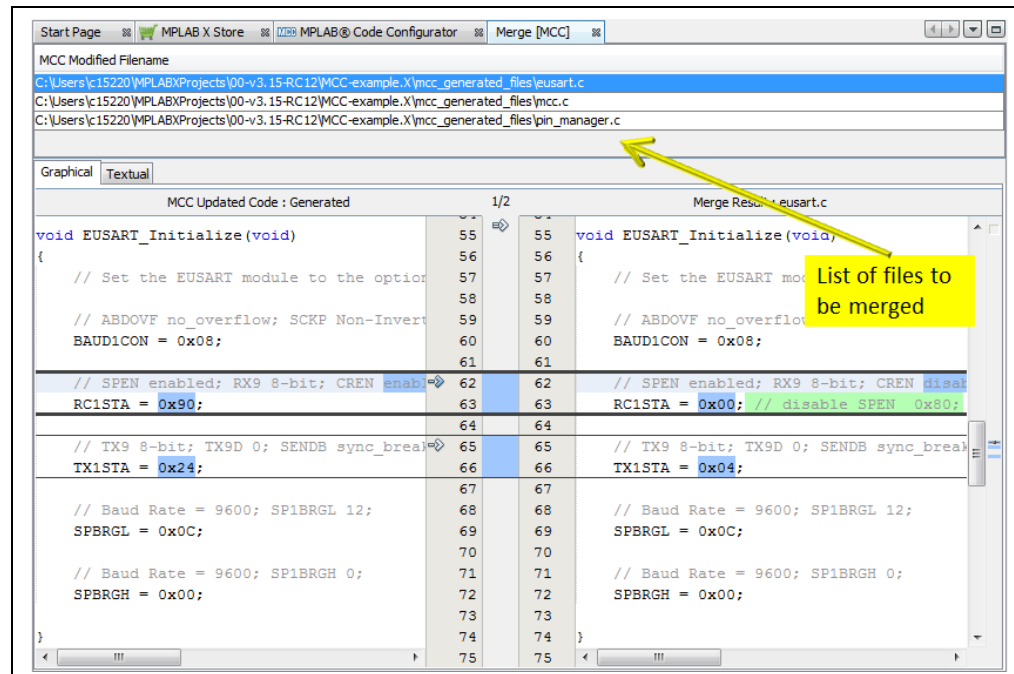 Start Page MPLAB X Store MCC MPLAB® Code Configurator Merge [MCC]
MCC Modified Filename
C:\Users\c15220\MPLABXProjects\00-v3.15-RC12\MCC-example.X\mcc_generated_files\eusart.c
C:\Users\c15220\MPLABXProjects\00-v3.15-RC12\MCC-example.X\mcc_generated_files\mcc.c
C:\Users\c15220\MPLABXProjects\00-v3.15-RC12\MCC-example.X\mcc_generated_files\pin_manager.c
Graphical Textual
MCC Updated Code : Generated 1/2 Merge Result : eusart.c
void EUSART_Initialize(void) 55 55 void EUSART_Initialize(void)
{ 56 56 {
// Set the EUSART module to the option 57 57 // Set the EUSART mo
58 58
// ABDOVF no_overflow; SCKP Non-Invert 59 59 // ABDOVF no_overflo
BAUD1CON = 0x08; 60 60 BAUD1CON = 0x08;
61 61
// SPEN enabled; RX9 8-bit; CREN enabl 62 62 // SPEN enabled; RX9 8-bit; CREN disab
RC1STA = 0x90; 63 63 RC1STA = 0x00; // disable SPEN 0x80;
64 64
// TX9 8-bit; TX9D 0; SENDB sync_break 65 65 // TX9 8-bit; TX9D 0; SENDB sync_break
TX1STA = 0x24; 66 66 TX1STA = 0x04;
67 67
// Baud Rate = 9600; SP1BRGL 12; 68 68 // Baud Rate = 9600; SP1BRGL 12;
SPBRGL = 0x0C; 69 69 SPBRGL = 0x0C;
70 70
// Baud Rate = 9600; SP1BRGH 0; 71 71 // Baud Rate = 9600; SP1BRGH 0;
SPBRGH = 0x00; 72 72 SPBRGH = 0x00;
73 73
} 74 74 }
75 75
List of files to
be merged